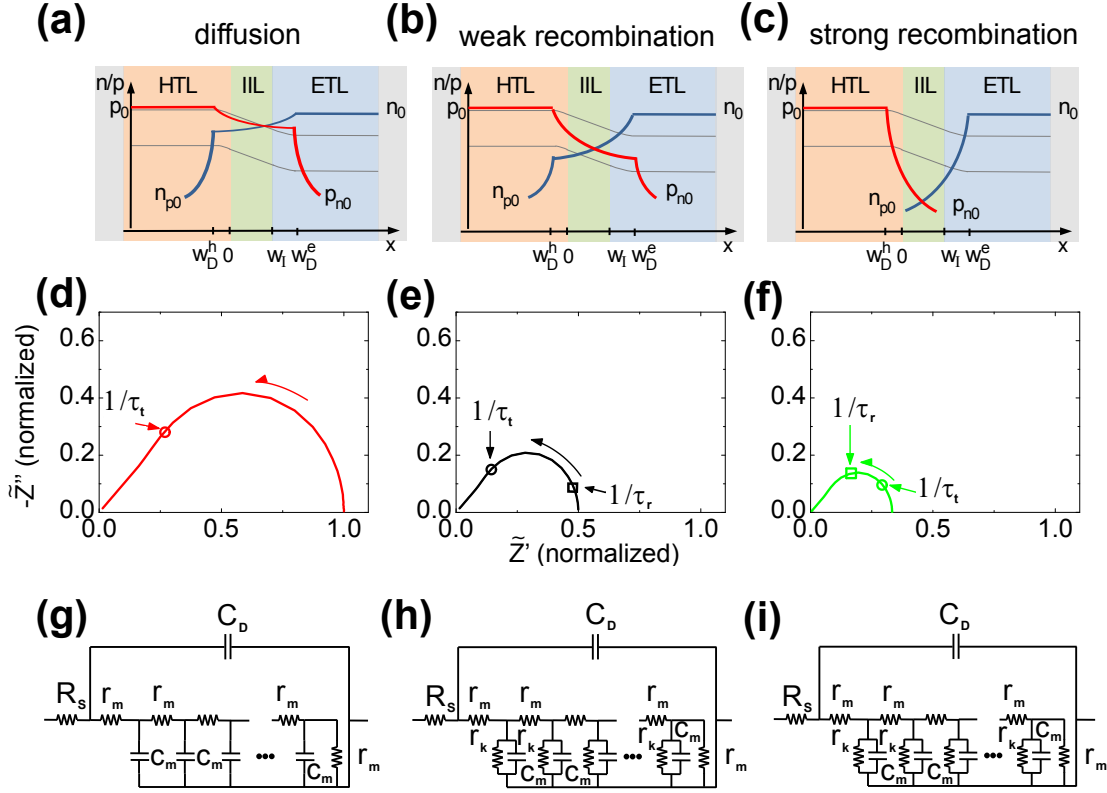 (a) (b) (c)
diffusion weak recombination strong recombination
n/p HTL IIL ETL n/p HTL IIL ETL n/p HTL IIL ETL
p0 n0 p0 n0 p0 n0
np0 pn0 np0 pn0 np0 pn0
x x x
wDh 0 wI wDe wDh 0 wI wDe wDh 0 wI wDe
(d) (e) (f)
0.6 0.6 0.6
0.4 0.4 0.4
1/τt 1/τt 1/τr
0.2 0.2 0.2
1/τr 1/τt
0.0 0.0 0.0
0.0 0.5 1.0 0.0 0.5 1.0 0.0 0.5 1.0
-Z̃'' (normalized)
Z̃' (normalized)
(g) (h) (i)
CD CD CD
Rs rm rm rm Rs rm rm rm Rs rm rm rm
rk rk rk cm rk rk rk cm
cm cm cm rm cm cm rm cm cm rm